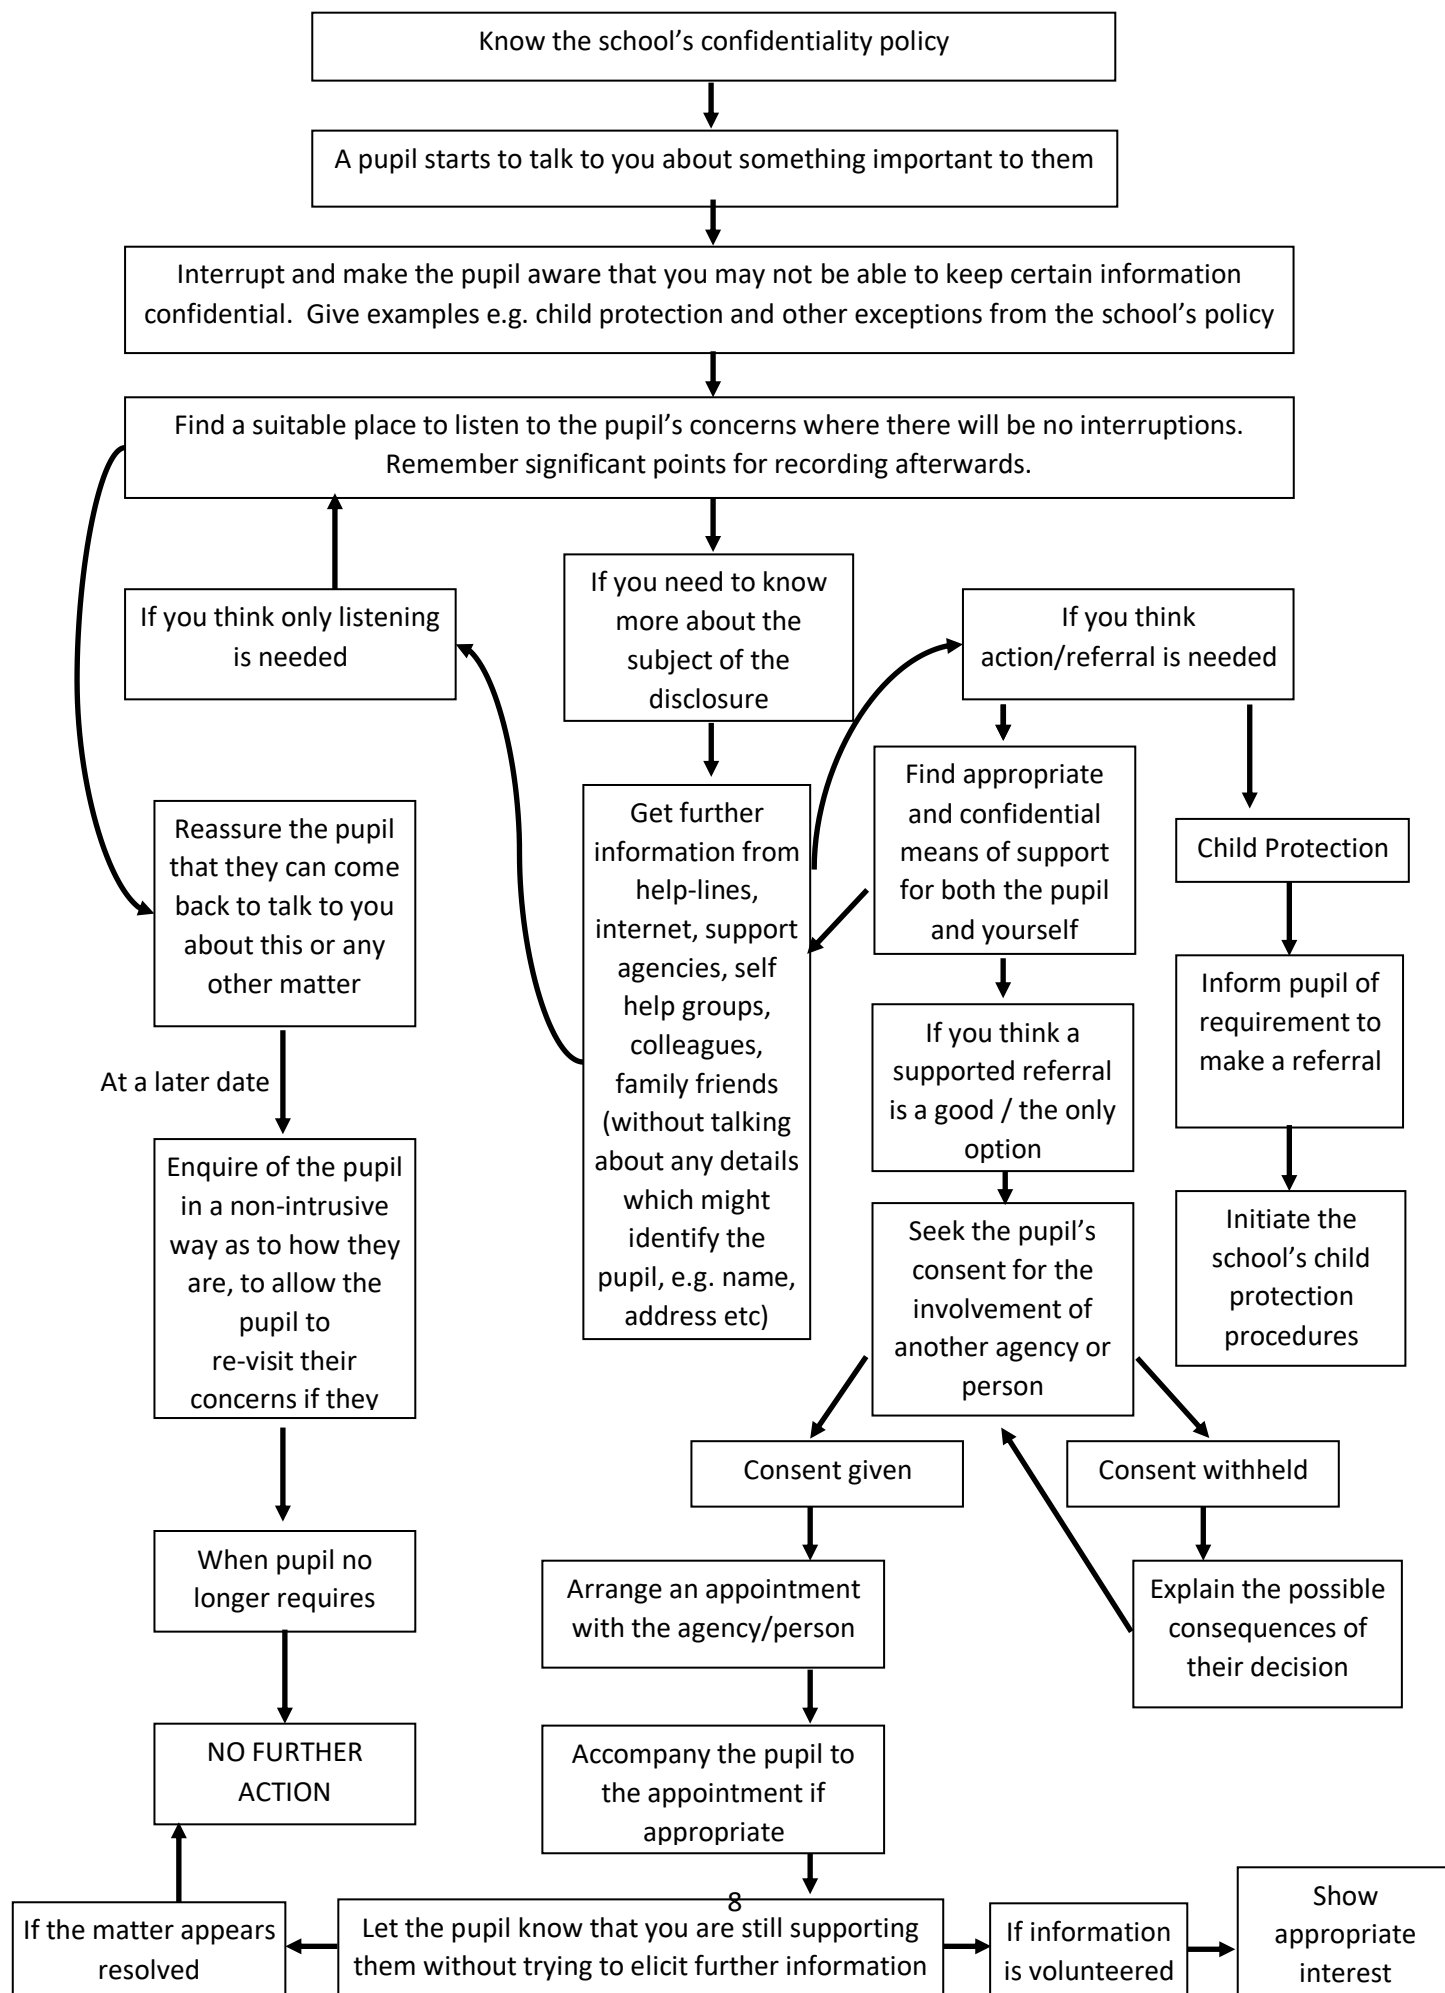 Know the school’s confidentiality policy
A pupil starts to talk to you about something important to them
Interrupt and make the pupil aware that you may not be able to keep certain information
confidential.  Give examples e.g. child protection and other exceptions from the school’s policy
Find a suitable place to listen to the pupil’s concerns where there will be no interruptions.
Remember significant points for recording afterwards.
If you think only listening
is needed
If you need to know
more about the
subject of the
disclosure
If you think
action/referral is needed
Reassure the pupil
that they can come
back to talk to you
about this or any
other matter
Get further
information from
help-lines,
internet, support
agencies, self
help groups,
colleagues,
family friends
(without talking
about any details
which might
identify the
pupil, e.g. name,
address etc)
Find appropriate
and confidential
means of support
for both the pupil
and yourself
Child Protection
Inform pupil of
requirement to
make a referral
If you think a
supported referral
is a good / the only
option
At a later date
Enquire of the pupil
in a non-intrusive
way as to how they
are, to allow the
pupil to
re-visit their
concerns if they
Seek the pupil’s
consent for the
involvement of
another agency or
person
Initiate the
school’s child
protection
procedures
Consent given
Consent withheld
When pupil no
longer requires
Arrange an appointment
with the agency/person
Explain the possible
consequences of
their decision
NO FURTHER
ACTION
Accompany the pupil to
the appointment if
appropriate
8
If the matter appears
resolved
Let the pupil know that you are still supporting
them without trying to elicit further information
If information
is volunteered
Show
appropriate
interest